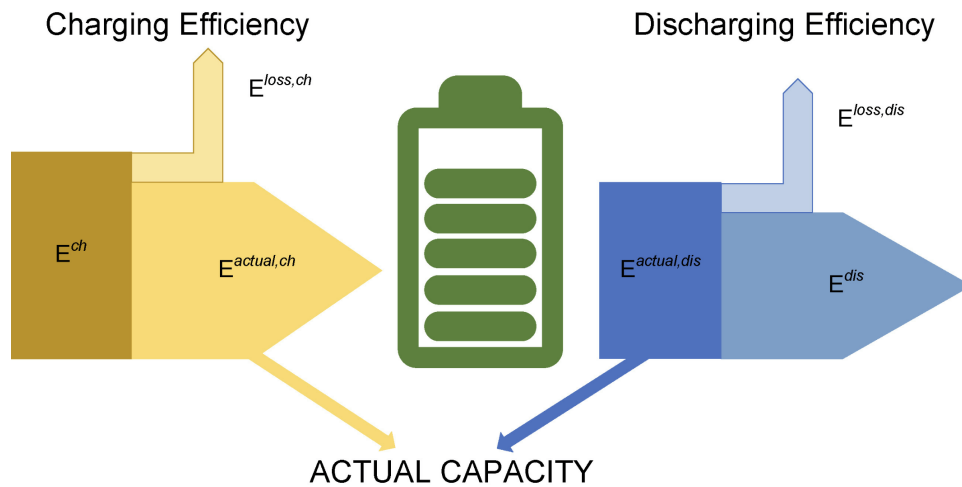 Charging Efficiency
Discharging Efficiency
E^loss,ch
E^loss,dis
E^ch
E^actual,ch
E^actual,dis
E^dis
ACTUAL CAPACITY